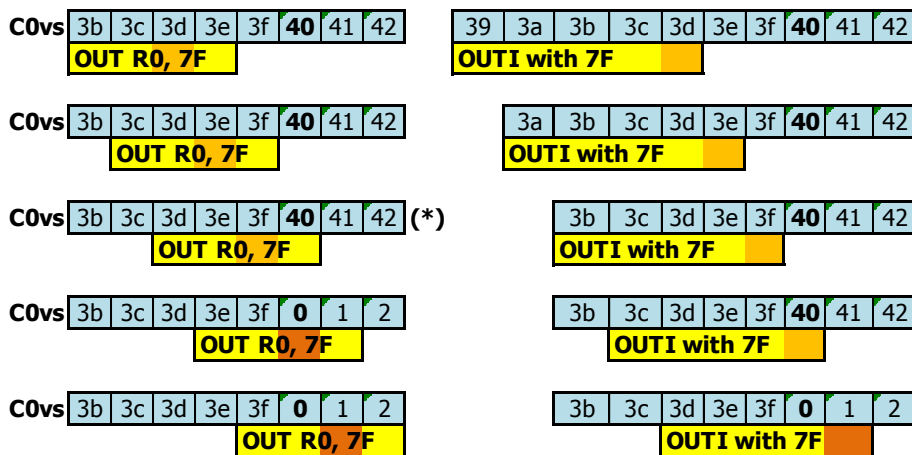 C0vs 3b 3c 3d 3e 3f 40 41 42 39 3a 3b 3c 3d 3e 3f 40 41 42
OUT R0, 7F OUTI with 7F
C0vs 3b 3c 3d 3e 3f 40 41 42 3a 3b 3c 3d 3e 3f 40 41 42
OUT R0, 7F OUTI with 7F
C0vs 3b 3c 3d 3e 3f 40 41 42 (*) 3b 3c 3d 3e 3f 40 41 42
OUT R0, 7F OUTI with 7F
C0vs 3b 3c 3d 3e 3f 0 1 2 3b 3c 3d 3e 3f 40 41 42
OUT R0, 7F OUTI with 7F
C0vs 3b 3c 3d 3e 3f 0 1 2 3b 3c 3d 3e 3f 0 1 2
OUT R0, 7F OUTI with 7F